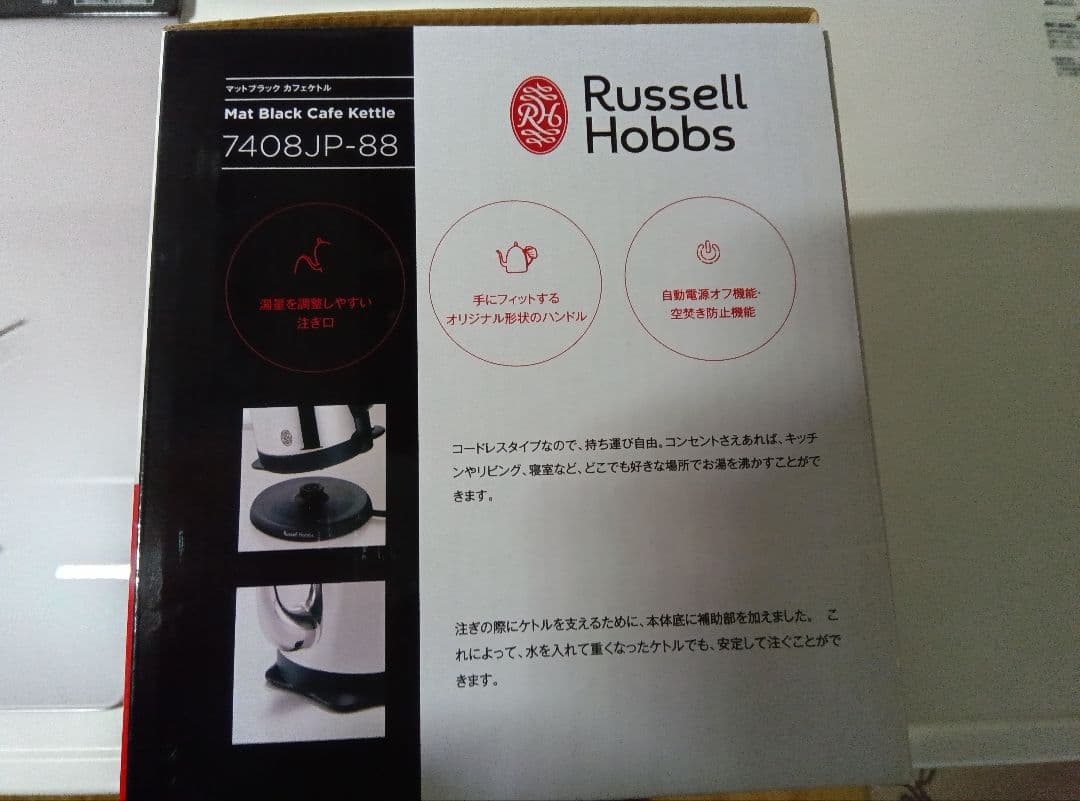 マットブラック カフェケトル
Mat Black Cafe Kettle
7408JP-88
RH
Russell
Hobbs
湯量を調整しやすい
注ぎ口
手にフィットする
オリジナル形状のハンドル
自動電源オフ機能・
空焚き防止機能
コードレスタイプなので、持ち運び自由。コンセントさえあれば、キッチ
ンやリビング、寝室など、どこでも好きな場所でお湯を沸かすことがで
きます。
Russell Hobbs
注ぎの際にケトルを支えるために、本体底に補助部を加えました。 こ
れによって、水を入れて重くなったケトルでも、安定して注ぐことがで
きます。